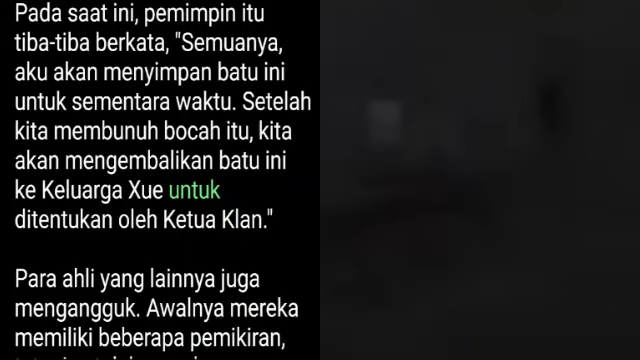 Pada saat ini, pemimpin itu
tiba-tiba berkata, "Semuanya,
aku akan menyimpan batu ini
untuk sementara waktu. Setelah
kita membunuh bocah itu, kita
akan mengembalikan batu ini
ke Keluarga Xue untuk
ditentukan oleh Ketua Klan."
Para ahli yang lainnya juga
mengangguk. Awalnya mereka
memiliki beberapa pemikiran,